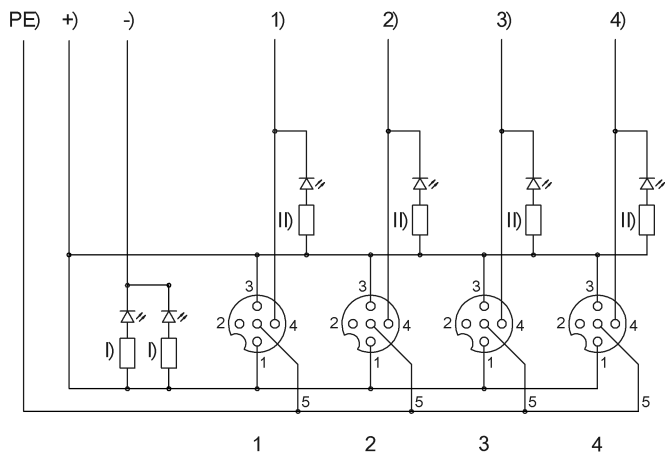 PE) +) -) 1) 2) 3) 4)
II) II) II) II)
3 3 3 3
2 4 2 4 2 4 2 4
I) I) 1 1 1 1
5 5 5 5
1 2 3 4